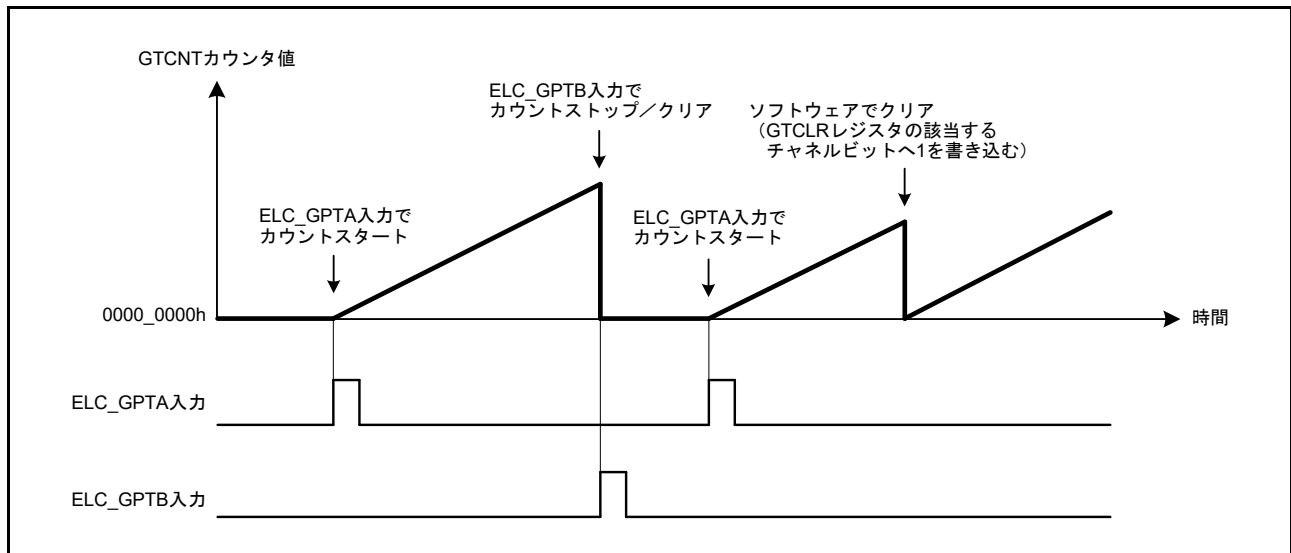 GTCNTカウンタ値
ELC_GPTB入力で
カウントストップ／クリア
ソフトウェアでクリア
（GTCLRレジスタの該当する
チャネルビットへ1を書き込む）
ELC_GPTA入力で
カウントスタート
ELC_GPTA入力で
カウントスタート
0000_0000h
時間
ELC_GPTA入力
ELC_GPTB入力